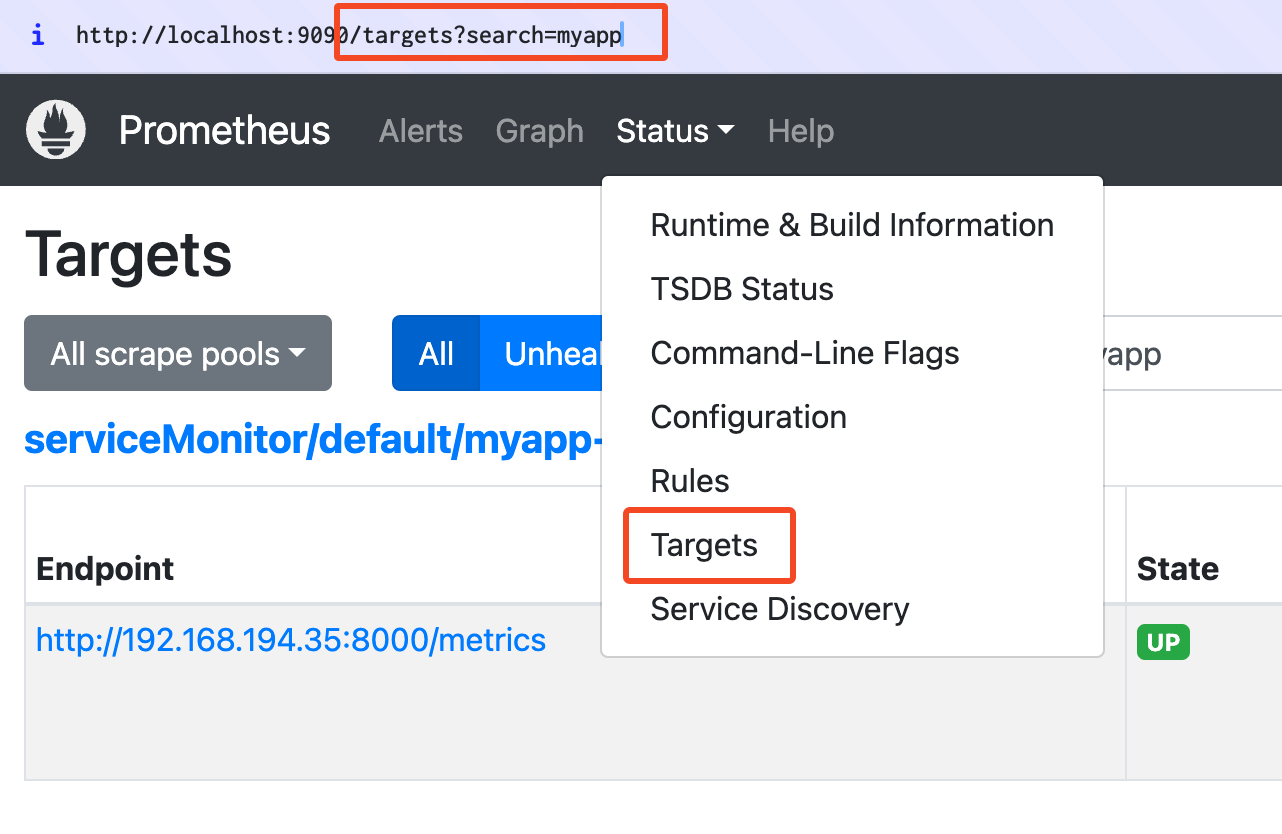 i http://localhost:9090/targets?search=myapp
Prometheus Alerts Graph Status Help
Runtime & Build Information
TSDB Status
Command-Line Flags
Configuration
Rules
Targets
Service Discovery
Targets
All scrape pools All Unheal yapp
serviceMonitor/default/myapp-
Endpoint State
http://192.168.194.35:8000/metrics UP